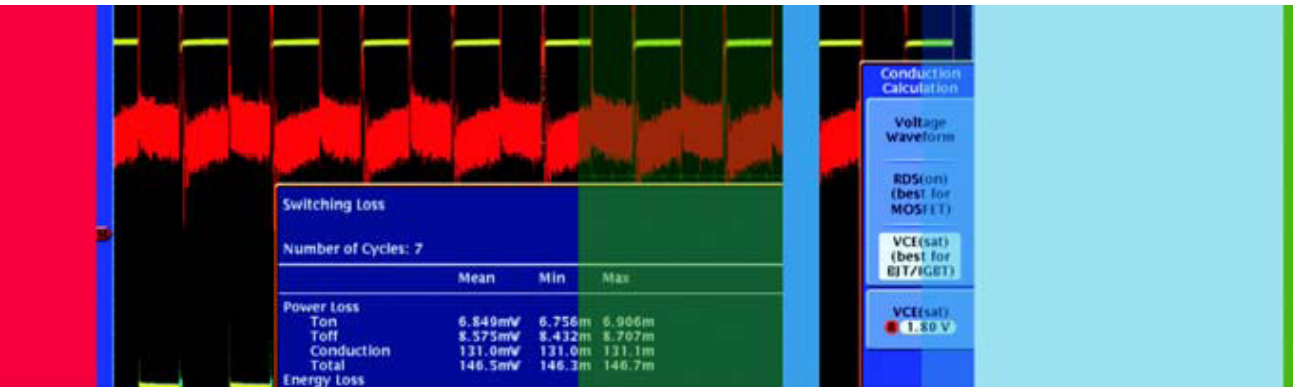 Switching Loss
Number of Cycles: 7
Mean Min Max
Power Loss
Ton 6.849mW 6.756m 6.906m
Toff 8.575mW 8.432m 8.707m
Conduction 131.0mW 131.0m 131.1m
Total 146.5mW 146.3m 146.7m
Energy Loss
Conduction
Calculation
Voltage
Waveform
RDS(on)
(best for
MOSFET)
VCE(sat)
(best for
BJT/IGBT)
VCE(sat)
1.80 V